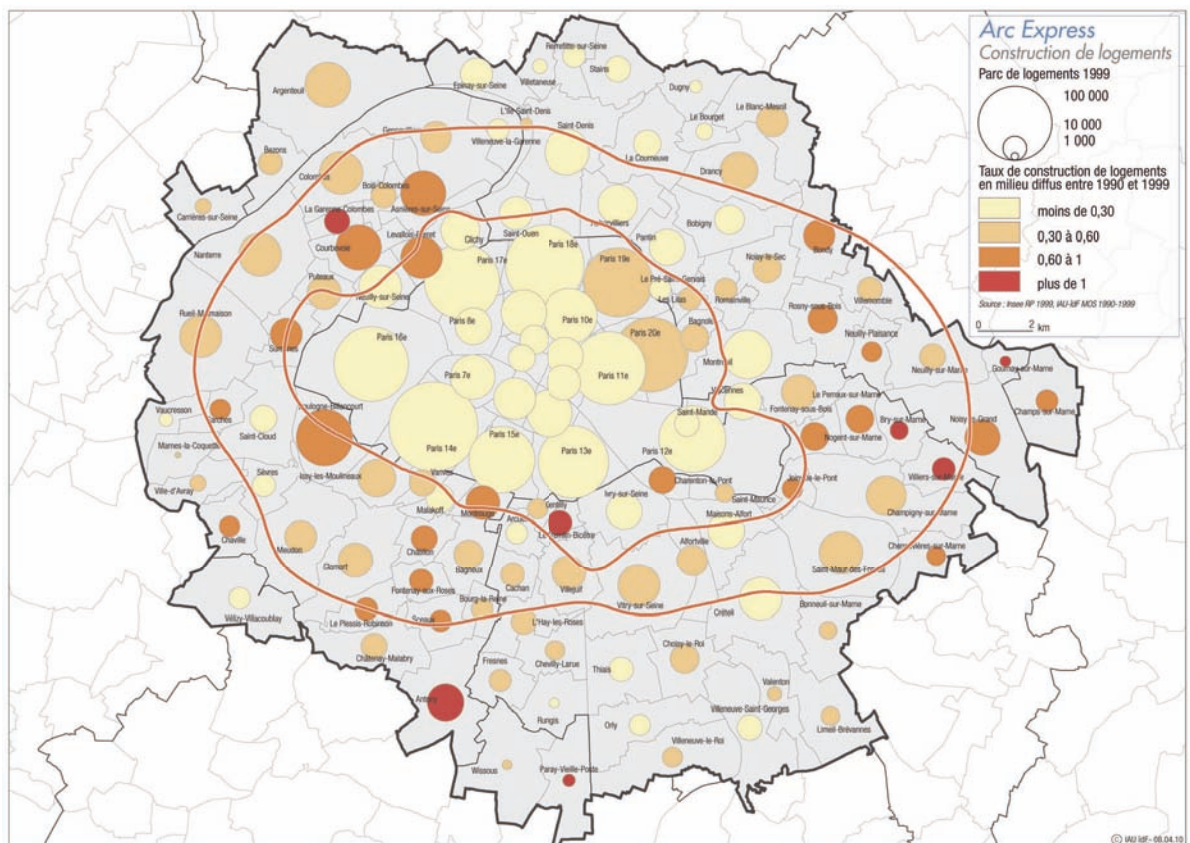 Arc Express
Construction de logements
Parc de logements 1999
100 000
10 000
1 000
Taux de construction de logements
en milieu diffus entre 1990 et 1999
moins de 0,30
0,30 à 0,60
0,60 à 1
plus de 1
Source : Insee RP 1999, IAU-îdF MOS 1990-1999
0 2 km
Pierrefitte-sur-Seine
Villetaneuse
Stains
Epinay-sur-Seine
Dugny
Argenteuil
L'Ile-Saint-Denis
Le Blanc-Mesnil
Le Bourget
Saint-Denis
Villeneuve-la-Garenne
La Courneuve
Bezons
Colombes
Drancy
Bois-Colombes
Asnières-sur-Seine
Carrières-sur-Seine
La Garenne-Colombes
Aubervilliers
Bobigny
Levallois-Perret
Clichy
Saint-Ouen
Pantin
Bondy
Courbevoie
Paris 18e
Nanterre
Paris 17e
Paris 19e
Noisy-le-Sec
Puteaux
Le Pré-Saint-Gervais
Neuilly-sur-Seine
Les Lilas
Romainville
Villemomble
Rueil-Malmaison
Rosny-sous-Bois
Paris 8e
Paris 10e
Bagnolet
Suresnes
Paris 16e
Paris 20e
Neuilly-Plaisance
Montreuil
Neuilly-sur-Marne
Gournay-sur-Marne
Paris 7e
Paris 11e
Vincennes
Le Perreux-sur-Marne
Champs-sur-Marne
Vaucresson
Garches
Boulogne-Billancourt
Saint-Mandé
Fontenay-sous-Bois
Bry-sur-Marne
Noisy-le-Grand
Saint-Cloud
Nogent-sur-Marne
Marnes-la-Coquette
Paris 14e
Paris 15e
Paris 13e
Paris 12e
Sèvres
Issy-les-Moulineaux
Vanves
Charenton-le-Pont
Joinville-le-Pont
Villiers-sur-Marne
Ville-d'Avray
Malakoff
Montrouge
Gentilly
Ivry-sur-Seine
Saint-Maurice
Champigny-sur-Marne
Arcueil
Maisons-Alfort
Chaville
Le Kremlin-Bicêtre
Meudon
Châtillon
Alfortville
Chennevières-sur-Marne
Clamart
Bagneux
Cachan
Villejuif
Saint-Maur-des-Fossés
Fontenay-aux-Roses
Vitry-sur-Seine
Vélizy-Villacoublay
Bourg-la-Reine
Créteil
Bonneuil-sur-Marne
Le Plessis-Robinson
Sceaux
L'Hay-les-Roses
Châtenay-Malabry
Chevilly-Larue
Choisy-le-Roi
Fresnes
Thiais
Valenton
Antony
Rungis
Orly
Villeneuve-Saint-Georges
Limeil-Brévannes
Villeneuve-le-Roi
Wissous
Paray-Vieille-Poste
© IAU îdF - 08.04.10